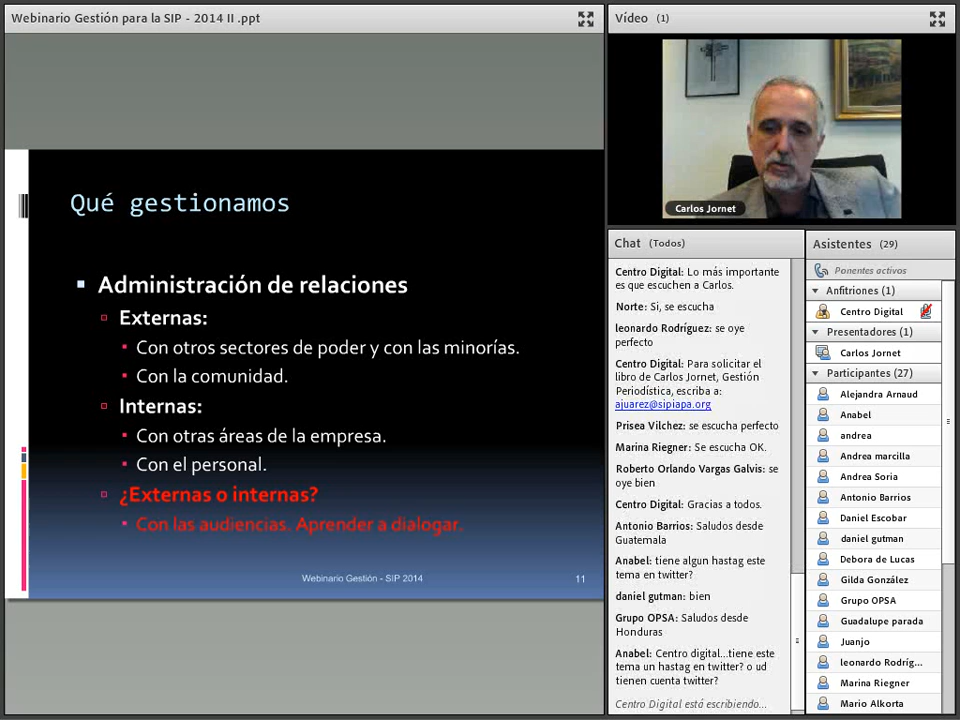 Webinario Gestión para la SIP - 2014 II .ppt
Qué gestionamos
Administración de relaciones
Externas:
Con otros sectores de poder y con las minorías.
Con la comunidad.
Internas:
Con otras áreas de la empresa.
Con el personal.
¿Externas o internas?
Con las audiencias. Aprender a dialogar.
Webinario Gestión - SIP 2014
11
Vídeo (1)
Carlos Jornet
Chat (Todos)
Centro Digital: Lo más importante
es que escuchen a Carlos.
Norte: Si, se escucha
leonardo Rodríguez: se oye
perfecto
Centro Digital: Para solicitar el
libro de Carlos Jornet, Gestión
Periodística, escriba a:
ajuarez@sipiapa.org
Prisea Vilchez: se escucha perfecto
Marina Riegner: Se escucha OK.
Roberto Orlando Vargas Galvis: se
oye bien
Centro Digital: Gracias a todos.
Antonio Barrios: Saludos desde
Guatemala
Anabel: tiene algun hastag este
tema en twitter?
daniel gutman: bien
Grupo OPSA: Saludos desde
Honduras
Anabel: Centro digital...tiene este
tema un hastag en twitter? o ud
tienen cuenta twitter?
Centro Digital está escribiendo...
Asistentes (29)
Ponentes activos
Anfitriones (1)
Centro Digital
Presentadores (1)
Carlos Jornet
Participantes (27)
Alejandra Arnaud
Anabel
andrea
Andrea marcilla
Andrea Soria
Antonio Barrios
Daniel Escobar
daniel gutman
Debora de Lucas
Gilda González
Grupo OPSA
Guadalupe parada
Juanjo
leonardo Rodríg...
Marina Riegner
Mario Alkorta